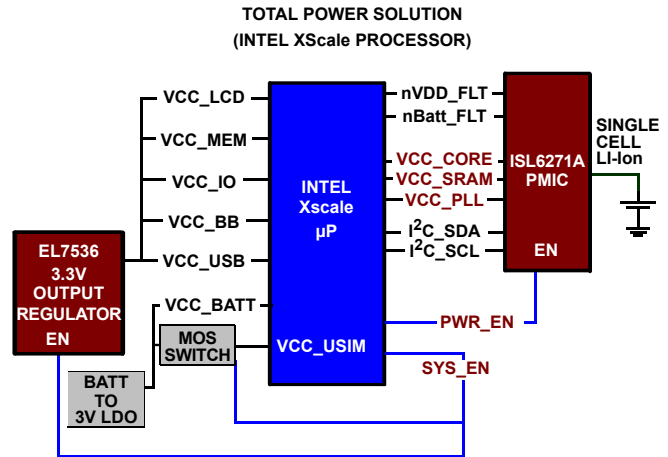 TOTAL POWER SOLUTION
(INTEL XScale PROCESSOR)
VCC_LCD
VCC_MEM
VCC_IO
VCC_BB
VCC_USB
VCC_BATT
EL7536
3.3V
OUTPUT
REGULATOR
EN
MOS
SWITCH
BATT
TO
3V LDO
INTEL
Xscale
µP
VCC_USIM
nVDD_FLT
nBatt_FLT
VCC_CORE
VCC_SRAM
VCC_PLL
I²C_SDA
I²C_SCL
PWR_EN
SYS_EN
ISL6271A
PMIC
EN
SINGLE
CELL
LI-Ion